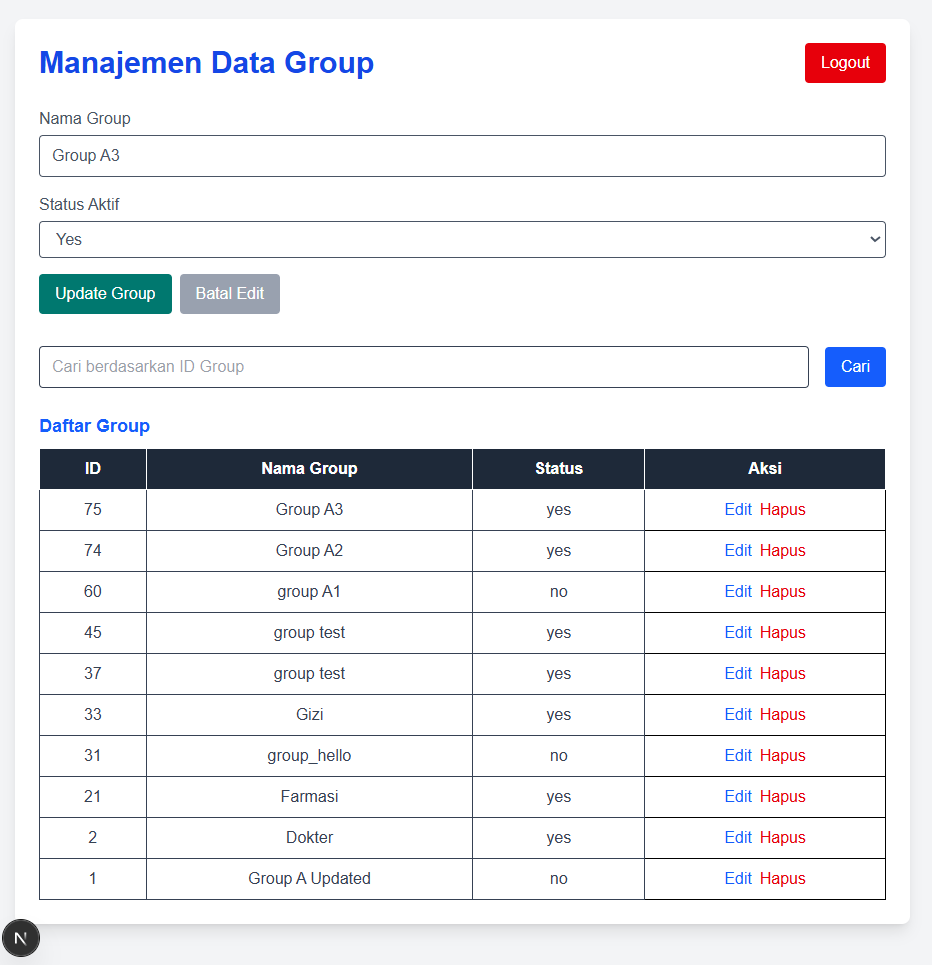 Manajemen Data Group
Logout
Nama Group
Group A3
Status Aktif
Yes
Update Group Batal Edit
Cari berdasarkan ID Group Cari
Daftar Group
ID Nama Group Status Aksi
75 Group A3 yes Edit Hapus
74 Group A2 yes Edit Hapus
60 group A1 no Edit Hapus
45 group test yes Edit Hapus
37 group test yes Edit Hapus
33 Gizi yes Edit Hapus
31 group_hello no Edit Hapus
21 Farmasi yes Edit Hapus
2 Dokter yes Edit Hapus
1 Group A Updated no Edit Hapus
N